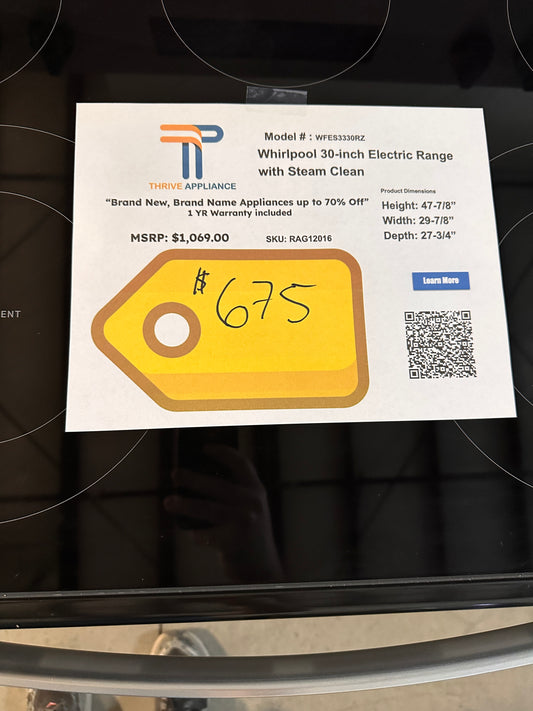 Model # : WFES3330RZ
Whirlpool 30-inch Electric Range
with Steam Clean
THRIVE APPLIANCE
"Brand New, Brand Name Appliances up to 70% Off"
1 YR Warranty included
Product Dimensions
Height: 47-7/8"
Width: 29-7/8"
Depth: 27-3/4"
MSRP: $1,069.00 SKU: RAG12016
Learn More
$675
ENT